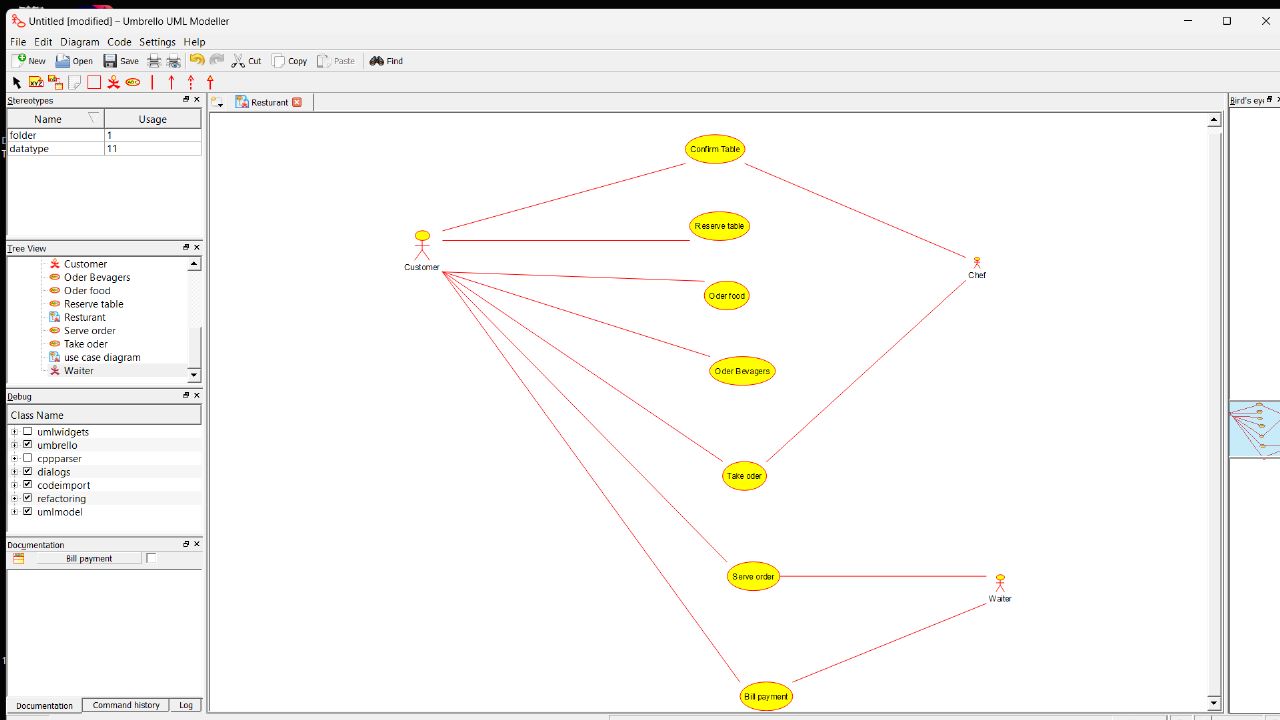 Untitled [modified] – Umbrello UML Modeller
File Edit Diagram Code Settings Help
New Open Save Cut Copy Paste Find
Stereotypes
Name Usage
folder 1
datatype 11
Tree View
Customer
Oder Bevagers
Oder food
Reserve table
Resturant
Serve order
Take oder
use case diagram
Waiter
Debug
Class Name
umlwidgets
umbrello
cppparser
dialogs
codeimport
refactoring
umlmodel
Documentation
Bill payment
Documentation Command history Log
Resturant
Confirm Table
Reserve table
Customer
Chef
Oder food
Oder Bevagers
Take oder
Serve order
Waiter
Bill payment
Bird's eye